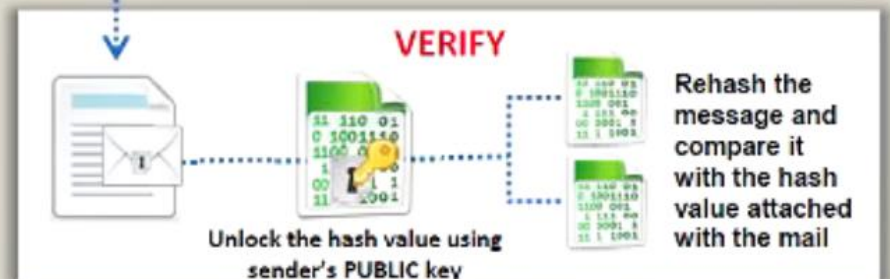 VERIFY
Unlock the hash value using
sender's PUBLIC key
Rehash the
message and
compare it
with the hash
value attached
with the mail